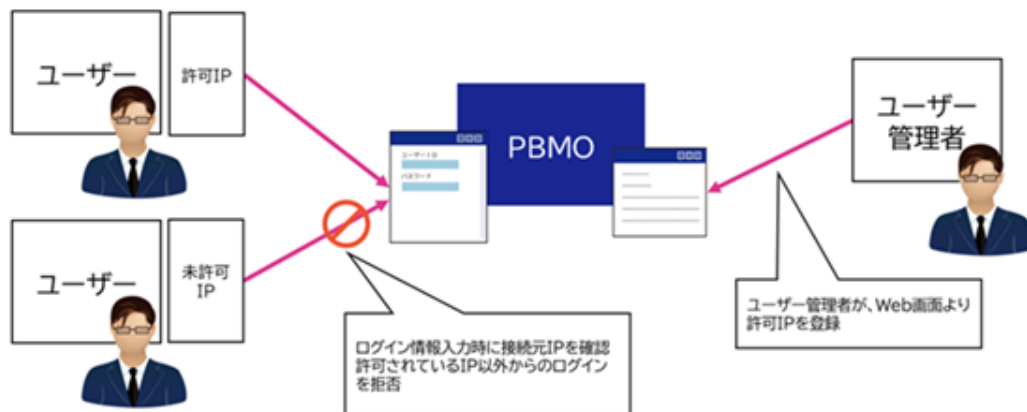 ユーザー
許可IP
PBMO
ユーザーID
パスワード
ユーザー
管理者
ユーザー
未許可
IP
ログイン情報入力時に接続元IPを確認
許可されているIP以外からのログイン
を拒否
ユーザー管理者が、Web画面より
許可IPを登録